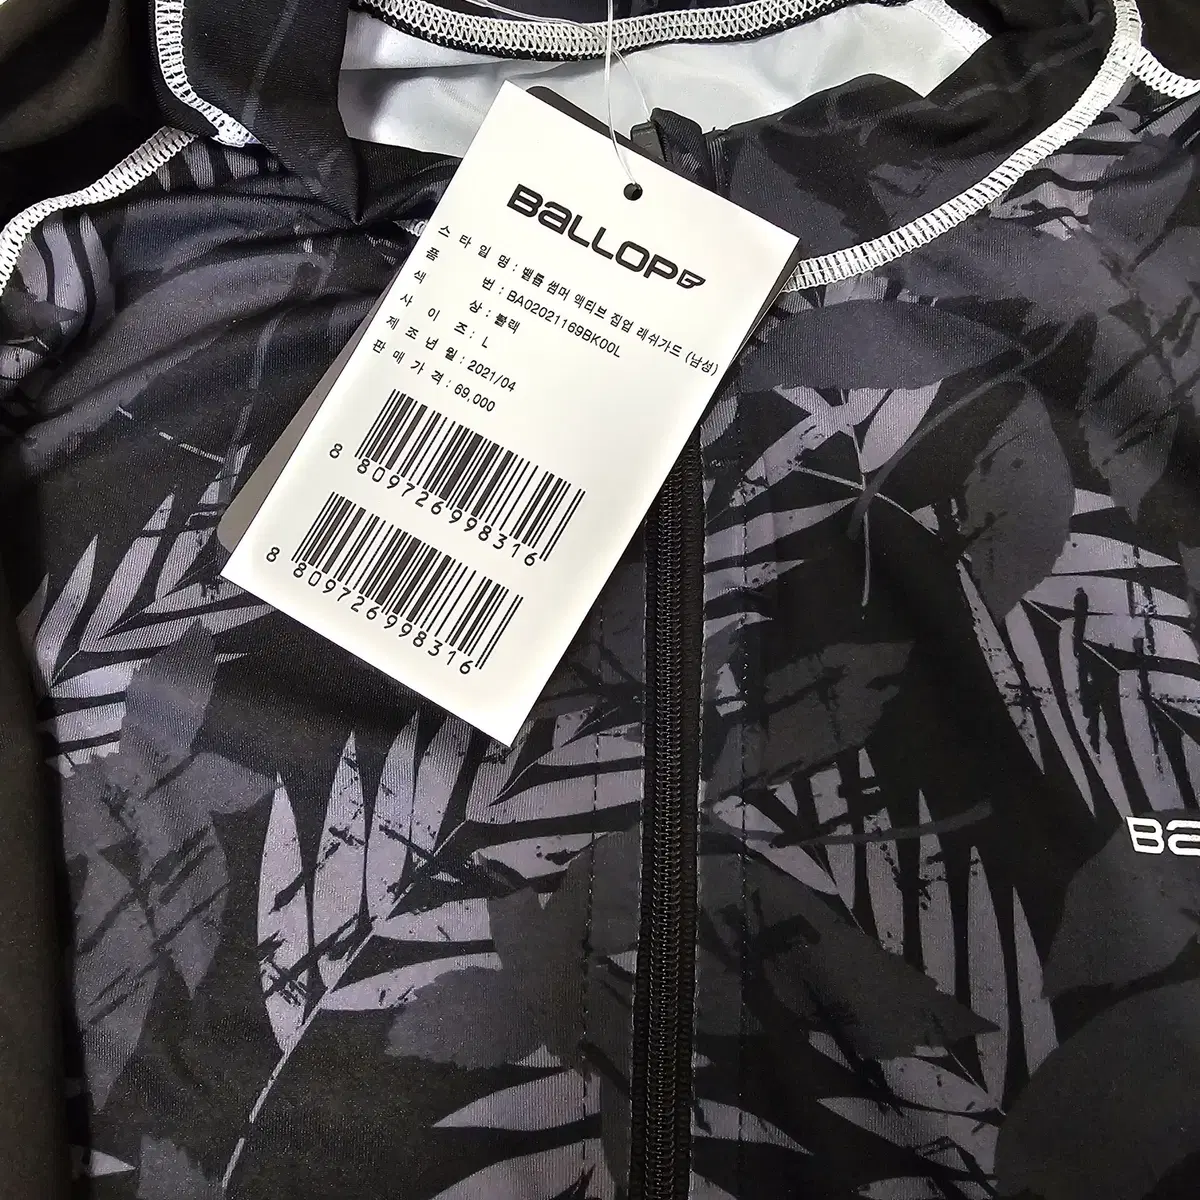 BALLOP
스타일명 : 밸롭 썸머 액티브 집업 래쉬가드 (남성)
품번 : BA02021169BK00L
색상 : 블랙
사이즈 : L
제조년월 : 2021/04
판매가격 : 69,000
8 809726998316
8 809726998316
BA